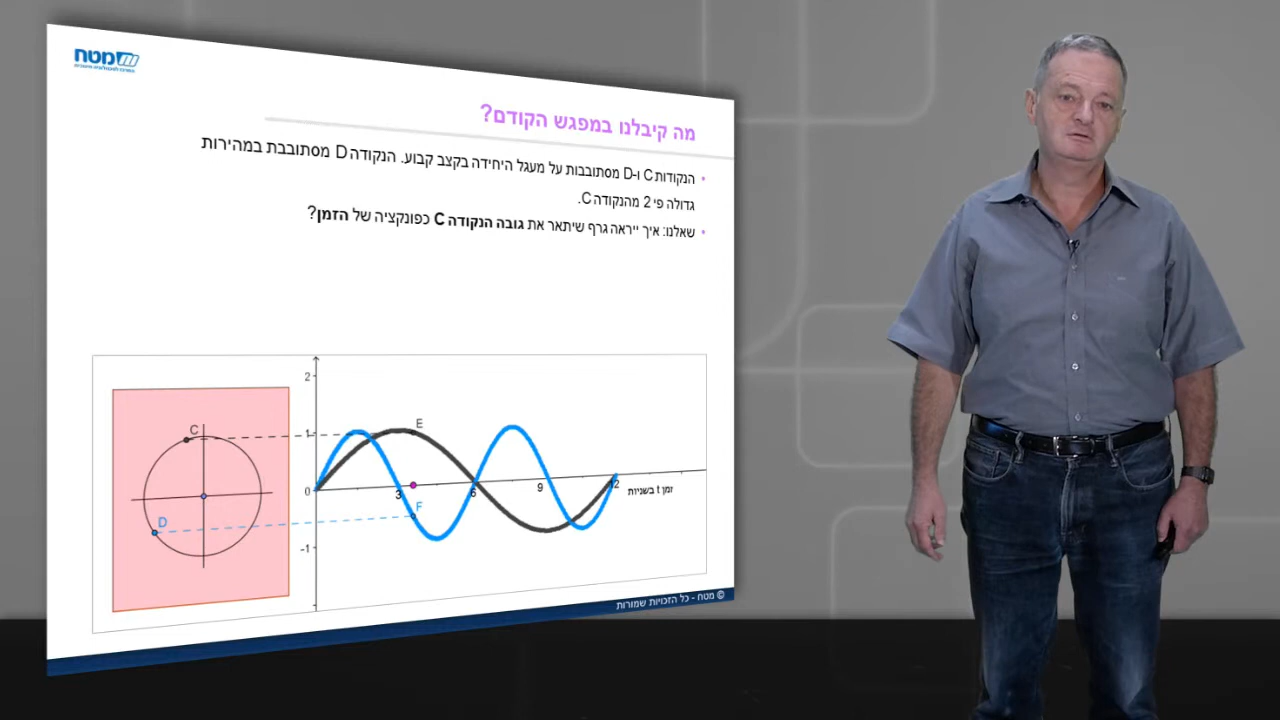 מטח
מה קיבלנו במפגש הקודם?
• הנקודות C ו-D מסתובבות על מעגל היחידה בקצב קבוע. הנקודה D מסתובבת במהירות
גדולה פי 2 מהנקודה C.
• שאלנו: איך ייראה גרף שיתאר את גובה הנקודה C כפונקציה של הזמן?
2
1
0
-1
3
6
9
12
זמן t בשניות
C
D
E
F
© מטח - כל הזכויות שמורות